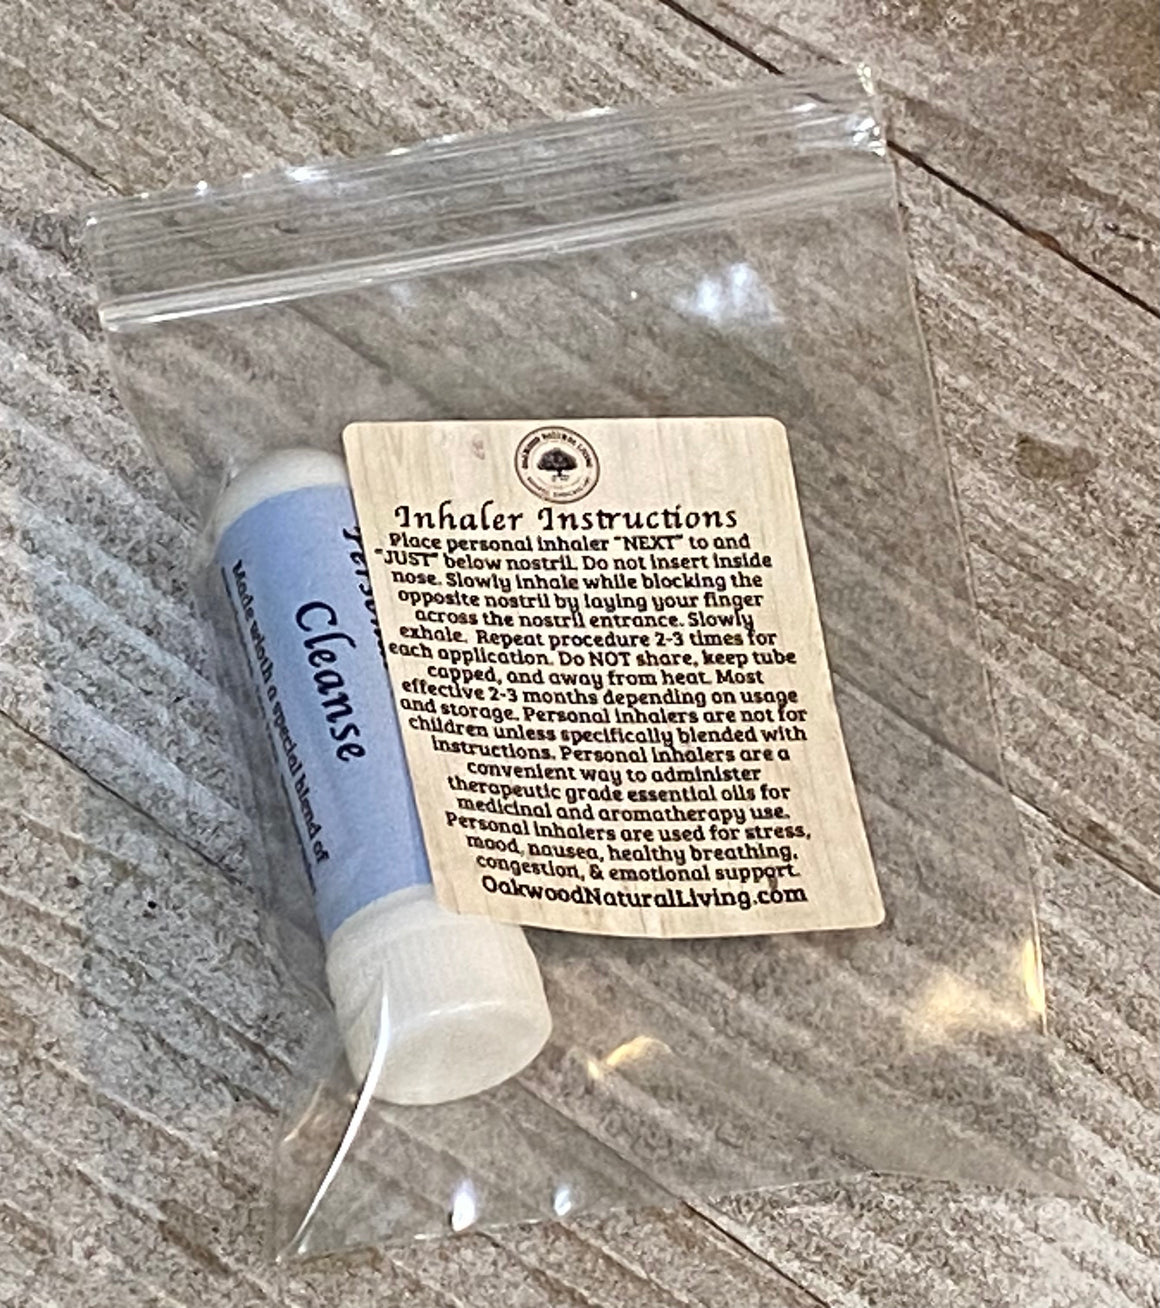 Inhaler Instructions
Place personal inhaler "NEXT" to and
"JUST" below nostril. Do not insert inside
nose. Slowly inhale while blocking the
opposite nostril by laying your finger
across the nostril entrance. Slowly
exhale. Repeat procedure 2-3 times for
each application. Do NOT share, keep tube
capped, and away from heat. Most
effective 2-3 months depending on usage
and storage. Personal inhalers are not for
children unless specifically blended with
instructions. Personal inhalers are a
convenient way to administer
therapeutic grade essential oils for
medicinal and aromatherapy use.
Personal inhalers are used for stress,
mood, nausea, healthy breathing,
congestion, & emotional support.
OakwoodNaturalLiving.com
Cleanse
Made with a special blend of